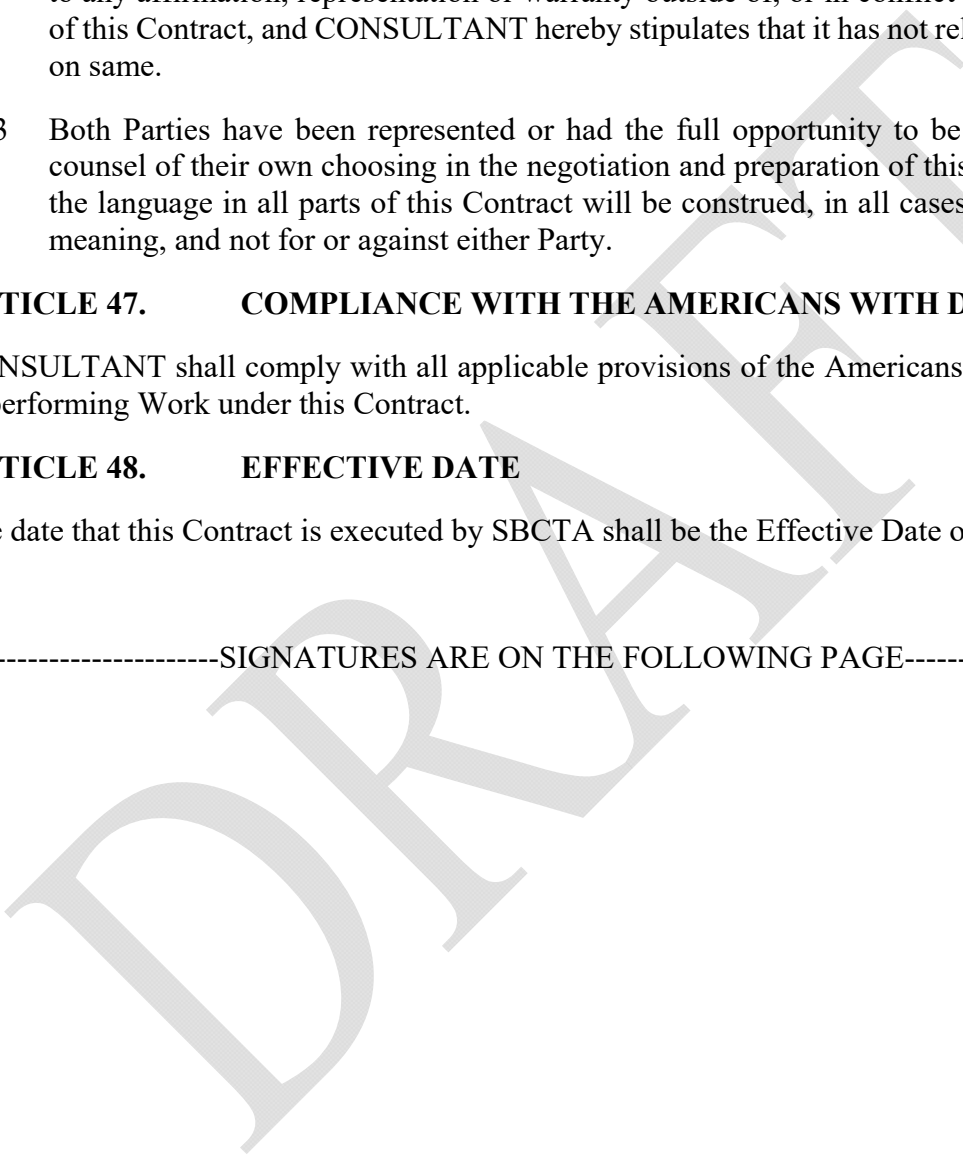 to any affirmation, representation or warranty outside of, or in conflict
of this Contract, and CONSULTANT hereby stipulates that it has not rel
on same.
3 Both Parties have been represented or had the full opportunity to be
counsel of their own choosing in the negotiation and preparation of this
the language in all parts of this Contract will be construed, in all cases
meaning, and not for or against either Party.
TICLE 47. COMPLIANCE WITH THE AMERICANS WITH D
NSULTANT shall comply with all applicable provisions of the Americans
performing Work under this Contract.
TICLE 48. EFFECTIVE DATE
e date that this Contract is executed by SBCTA shall be the Effective Date o
---------------------SIGNATURES ARE ON THE FOLLOWING PAGE------
DRAFT